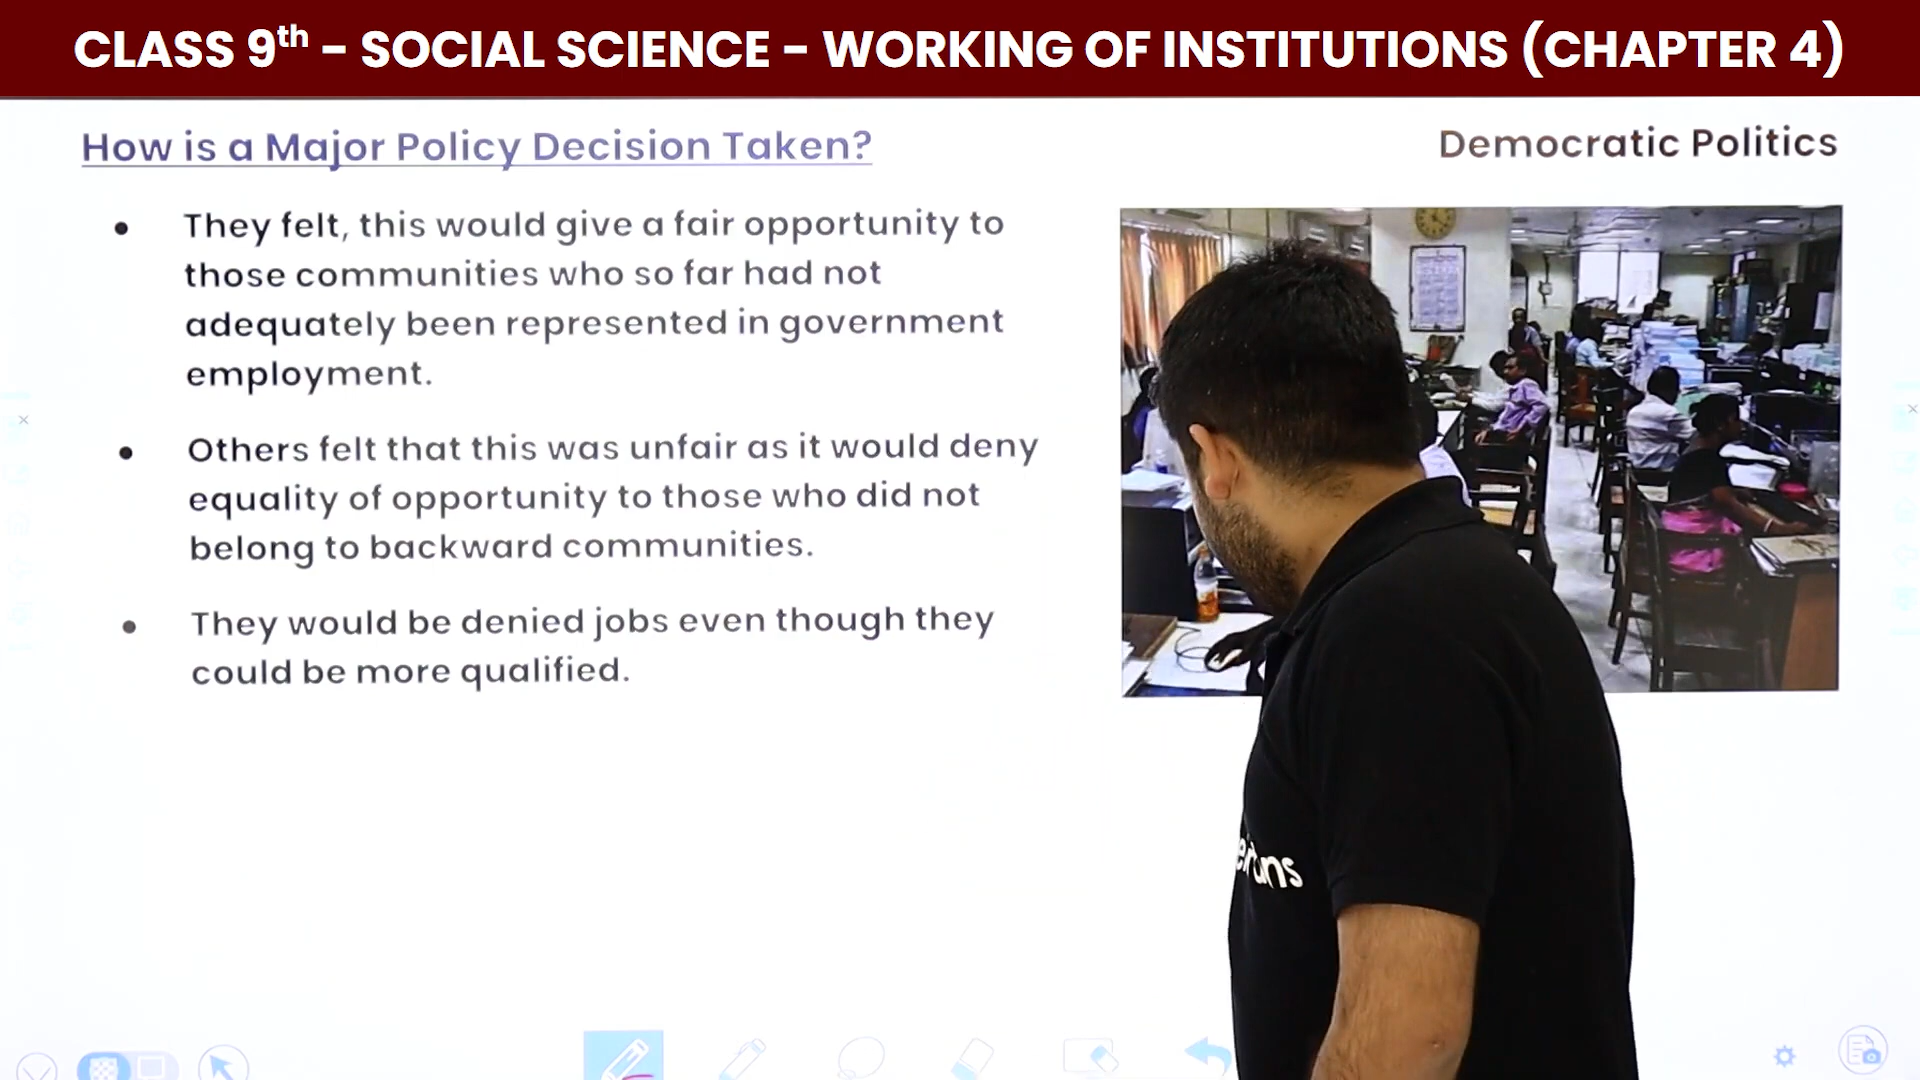 CLASS 9th – SOCIAL SCIENCE – WORKING OF INSTITUTIONS (CHAPTER 4)
How is a Major Policy Decision Taken?
Democratic Politics
• They felt, this would give a fair opportunity to
those communities who so far had not
adequately been represented in government
employment.
• Others felt that this was unfair as it would deny
equality of opportunity to those who did not
belong to backward communities.
• They would be denied jobs even though they
could be more qualified.